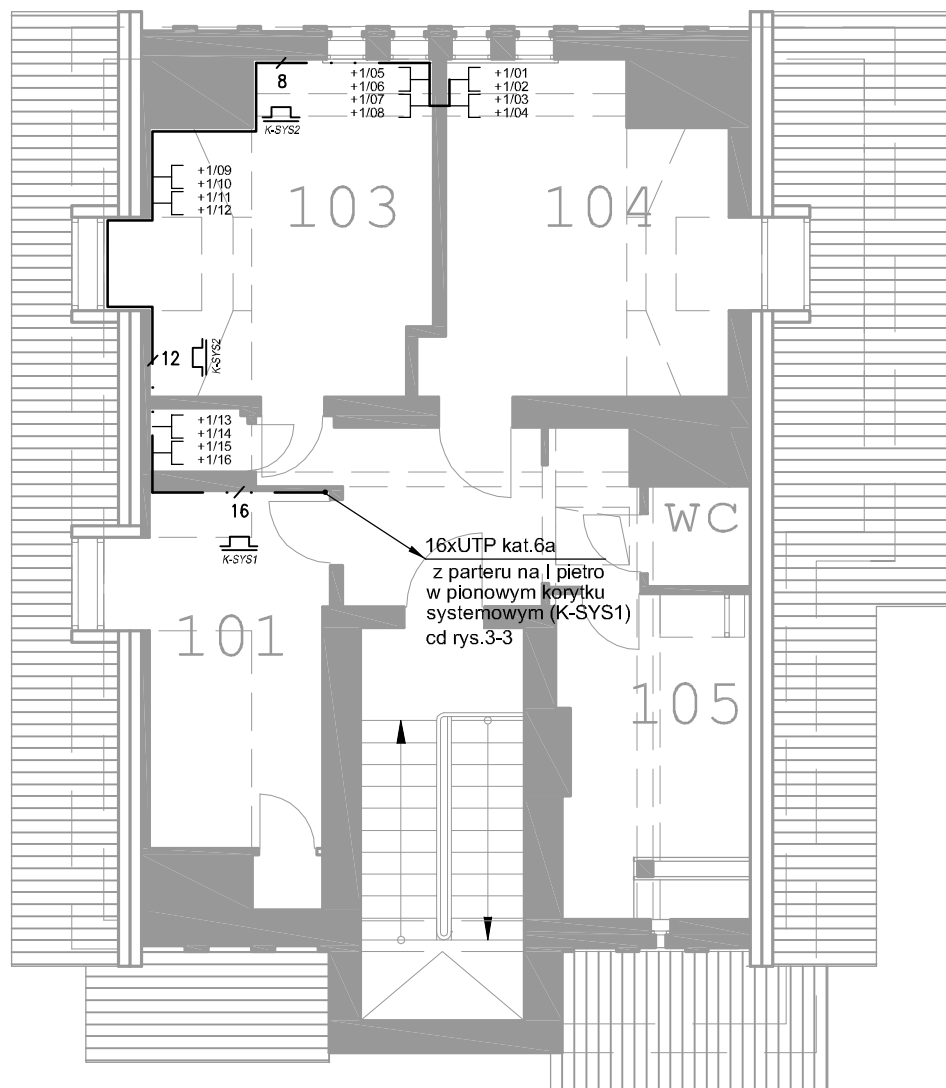 8
K-SYS2
+1/05
+1/06
+1/07
+1/08
+1/01
+1/02
+1/03
+1/04
+1/09
+1/10
+1/11
+1/12
103
104
12
K-SYS2
+1/13
+1/14
+1/15
+1/16
16
K-SYS1
WC
16xUTP kat.6a
z parteru na I pietro
w pionowym korytku
systemowym (K-SYS1)
cd rys.3-3
101
105